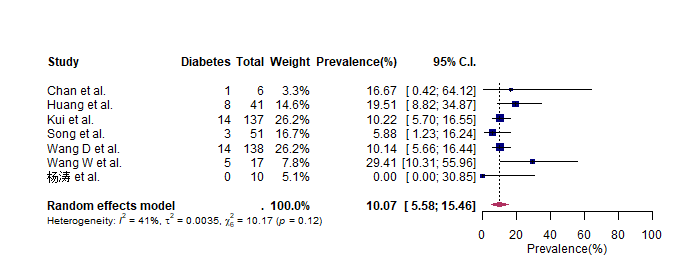 Study Diabetes Total Weight Prevalence(%) 95% C.I.
Chan et al. 1 6 3.3% 16.67 [ 0.42; 64.12]
Huang et al. 8 41 14.6% 19.51 [ 8.82; 34.87]
Kui et al. 14 137 26.2% 10.22 [ 5.70; 16.55]
Song et al. 3 51 16.7% 5.88 [ 1.23; 16.24]
Wang D et al. 14 138 26.2% 10.14 [ 5.66; 16.44]
Wang W et al. 5 17 7.8% 29.41 [10.31; 55.96]
杨涛 et al. 0 10 5.1% 0.00 [ 0.00; 30.85]
Random effects model . 100.0% 10.07 [ 5.58; 15.46]
Heterogeneity: I² = 41%, τ² = 0.0035, χ²₆ = 10.17 (p = 0.12)
0 20 40 60 80 100
Prevalence(%)